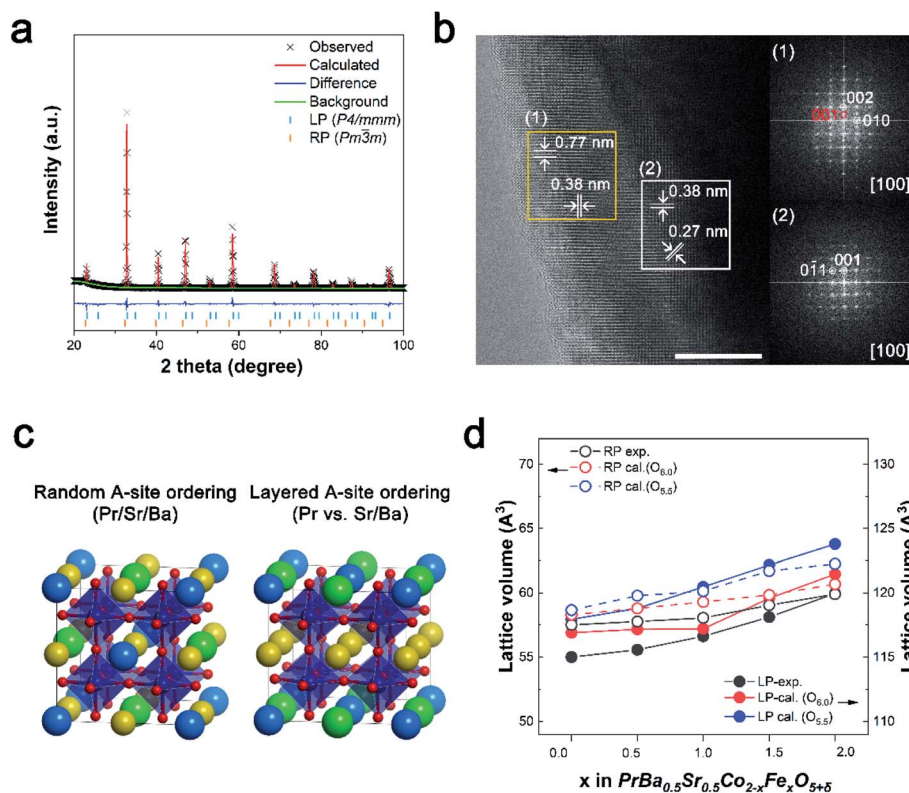 a
Intensity (a.u.)
Observed
Calculated
Difference
Background
LP (P4/mmm)
RP (Pm3̄m)
20 40 60 80 100
2 theta (degree)
b
(1)
0.77 nm
0.38 nm
(2)
0.38 nm
0.27 nm
(1)
002
001
010
[100]
(2)
01̄1
001
[100]
c
Random A-site ordering
(Pr/Sr/Ba)
Layered A-site ordering
(Pr vs. Sr/Ba)
d
Lattice volume (Å³)
70
65
60
55
50
RP exp.
RP cal.(O6.0)
RP cal.(O5.5)
LP-exp.
LP-cal. (O6.0)
LP cal. (O5.5)
130
125
120
115
110
Lattice volume (Å³)
0.0 0.5 1.0 1.5 2.0
x in PrBa0.5Sr0.5Co2-xFexO5+δ